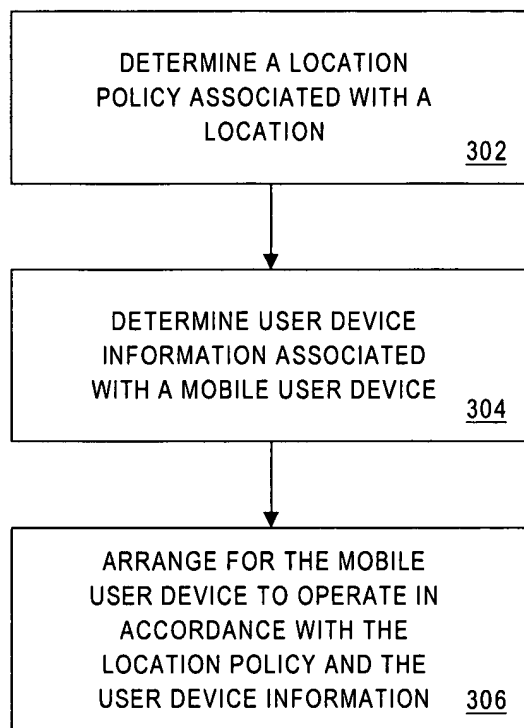 DETERMINE A LOCATION
POLICY ASSOCIATED WITH A
LOCATION
302
DETERMINE USER DEVICE
INFORMATION ASSOCIATED
WITH A MOBILE USER DEVICE
304
ARRANGE FOR THE MOBILE
USER DEVICE TO OPERATE IN
ACCORDANCE WITH THE
LOCATION POLICY AND THE
USER DEVICE INFORMATION
306